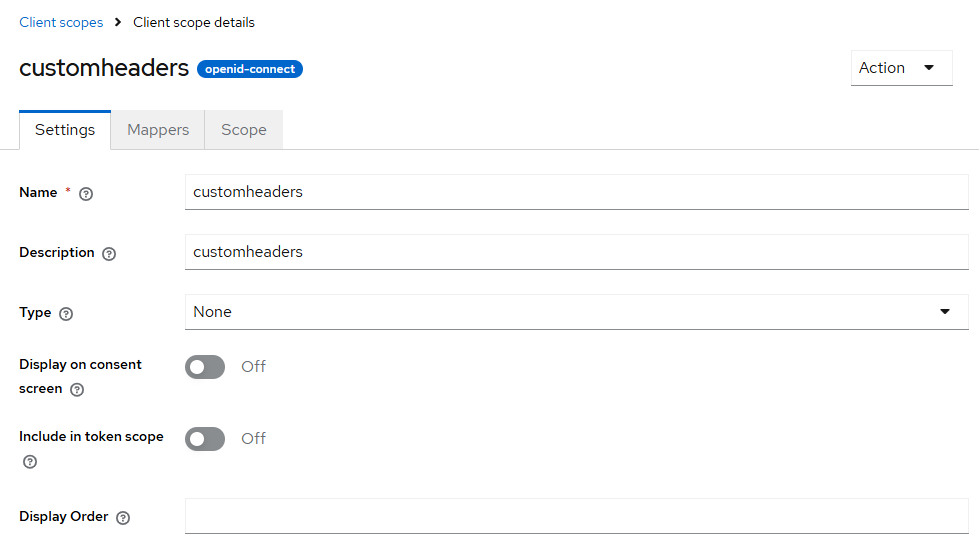 Client scopes > Client scope details
customheaders openid-connect
Action
Settings Mappers Scope
Name * customheaders
Description customheaders
Type None
Display on consent
screen
Off
Include in token scope
Off
Display Order